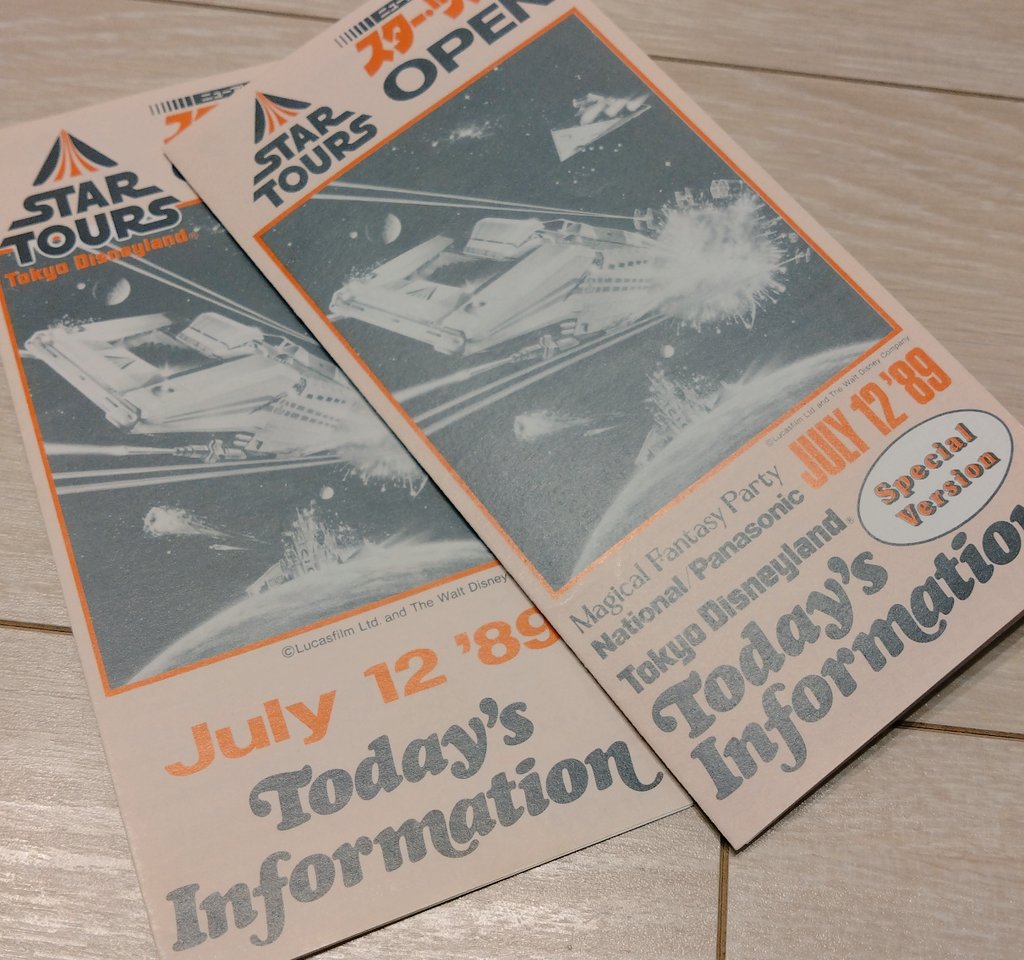 STAR
TOURS
Tokyo Disneyland®
©Lucasfilm Ltd. and The Walt Disney
July 12 '89
Today's
Information
スター・
OPEN
STAR
TOURS
©Lucasfilm Ltd. and The Walt Disney Company
Magical Fantasy Party
National/Panasonic JULY 12 '89
Tokyo Disneyland®
Special
Version
Today's
Information